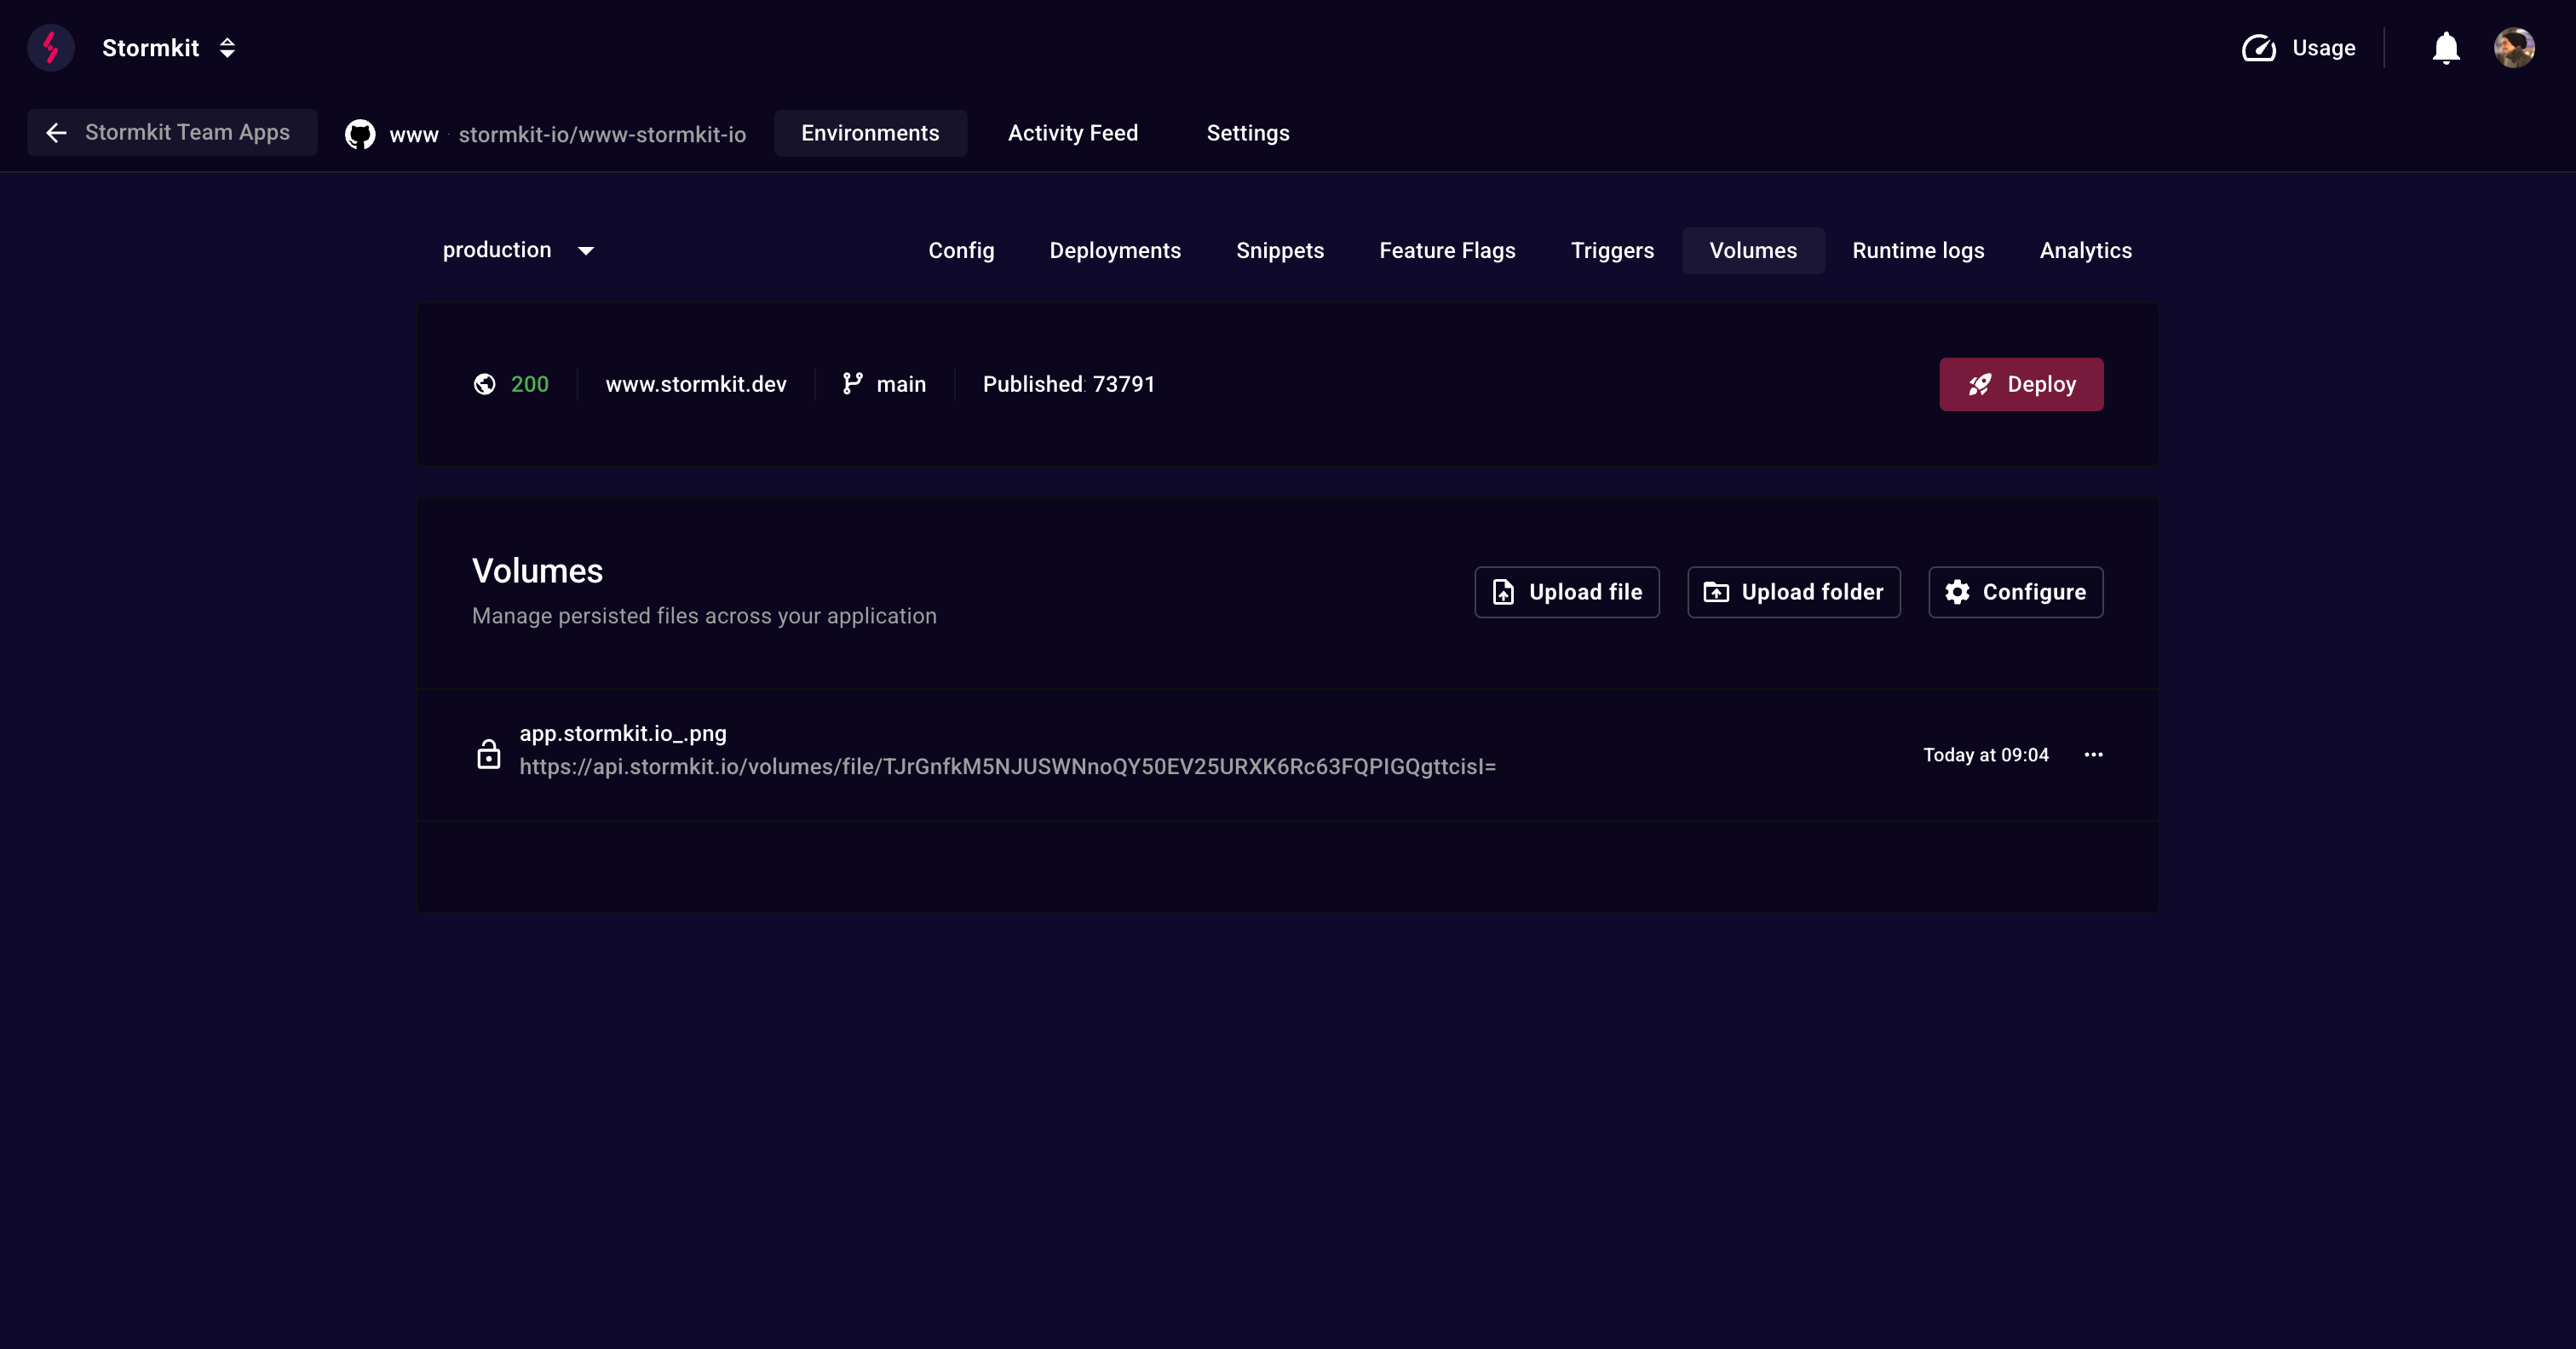 Stormkit
Usage
Stormkit Team Apps
www · stormkit-io/www-stormkit-io
Environments
Activity Feed
Settings
production
Config
Deployments
Snippets
Feature Flags
Triggers
Volumes
Runtime logs
Analytics
200
www.stormkit.dev
main
Published: 73791
Deploy
Volumes
Manage persisted files across your application
Upload file
Upload folder
Configure
app.stormkit.io_.png
https://api.stormkit.io/volumes/file/TJrGnfkM5NJUSWNnoQY50EV25URXK6Rc63FQPIGQgttcisI=
Today at 09:04